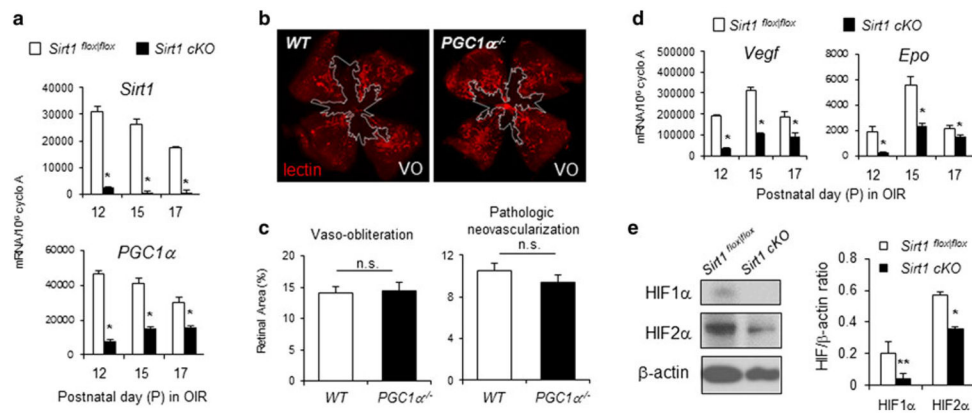 a
Sirt1 flox/flox
Sirt1 cKO
Sirt1
40000
30000
20000
10000
0
* * *
12 15 17
mRNA/10⁶ cyclo A
PGC1α
60000
40000
20000
0
* * *
12 15 17
Postnatal day (P) in OIR
b
WT
lectin
VO
PGC1α-/-
VO
c
Vaso-obliteration
n.s.
20
15
10
5
0
Retinal Area (%)
WT PGC1α-/-
Pathologic
neovascularization
n.s.
12
8
4
0
WT PGC1α-/-
d
Sirt1 flox/flox
Sirt1 cKO
Vegf
mRNA/10⁶ cyclo A
400000
300000
200000
100000
0
* * *
12 15 17
Epo
8000
6000
4000
2000
0
* * *
12 15 17
Postnatal day (P) in OIR
e
Sirt1 flox/flox
Sirt1 cKO
HIF1α
HIF2α
β-actin
Sirt1 flox/flox
Sirt1 cKO
HIF/β-actin ratio
0.8
0.6
0.4
0.2
0
** *
HIF1α HIF2α